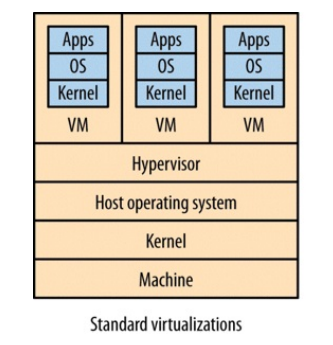 Apps Apps Apps
OS OS OS
Kernel Kernel Kernel
VM VM VM
Hypervisor
Host operating system
Kernel
Machine
Standard virtualizations